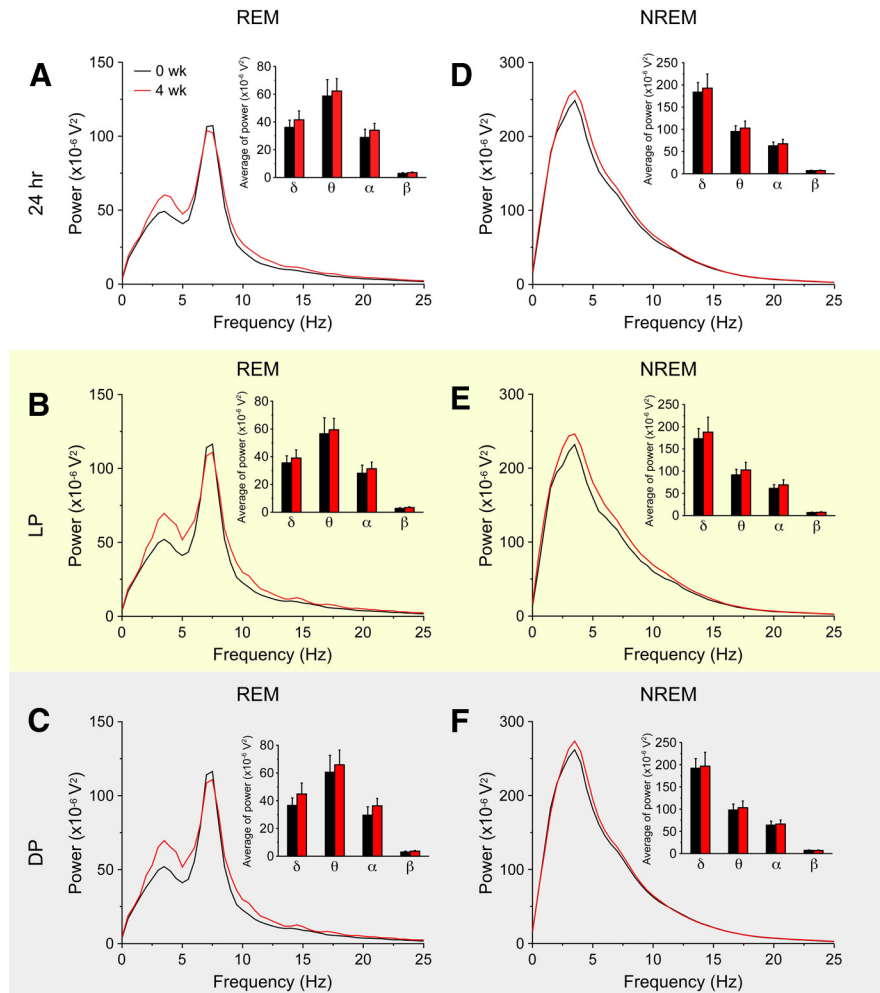 REM
NREM
24 hr
A
0 wk
4 wk
Power (x10-6 V2)
150
100
50
0
0 5 10 15 20 25
Frequency (Hz)
Average of power (x10-6 V2)
80
60
40
20
0
δ θ α β
D
Power (x10-6 V2)
300
200
100
0
0 5 10 15 20 25
Frequency (Hz)
Average of power (x10-6 V2)
250
200
150
100
50
0
δ θ α β
REM
NREM
LP
B
Power (x10-6 V2)
150
100
50
0
0 5 10 15 20 25
Frequency (Hz)
Average of power (x10-6 V2)
80
60
40
20
0
δ θ α β
E
Power (x10-6 V2)
300
200
100
0
0 5 10 15 20 25
Frequency (Hz)
Average of power (x10-6 V2)
250
200
150
100
50
0
δ θ α β
REM
NREM
DP
C
Power (x10-6 V2)
150
100
50
0
0 5 10 15 20 25
Frequency (Hz)
Average of power (x10-6 V2)
80
60
40
20
0
δ θ α β
F
Power (x10-6 V2)
300
200
100
0
0 5 10 15 20 25
Frequency (Hz)
Average of power (x10-6 V2)
250
200
150
100
50
0
δ θ α β